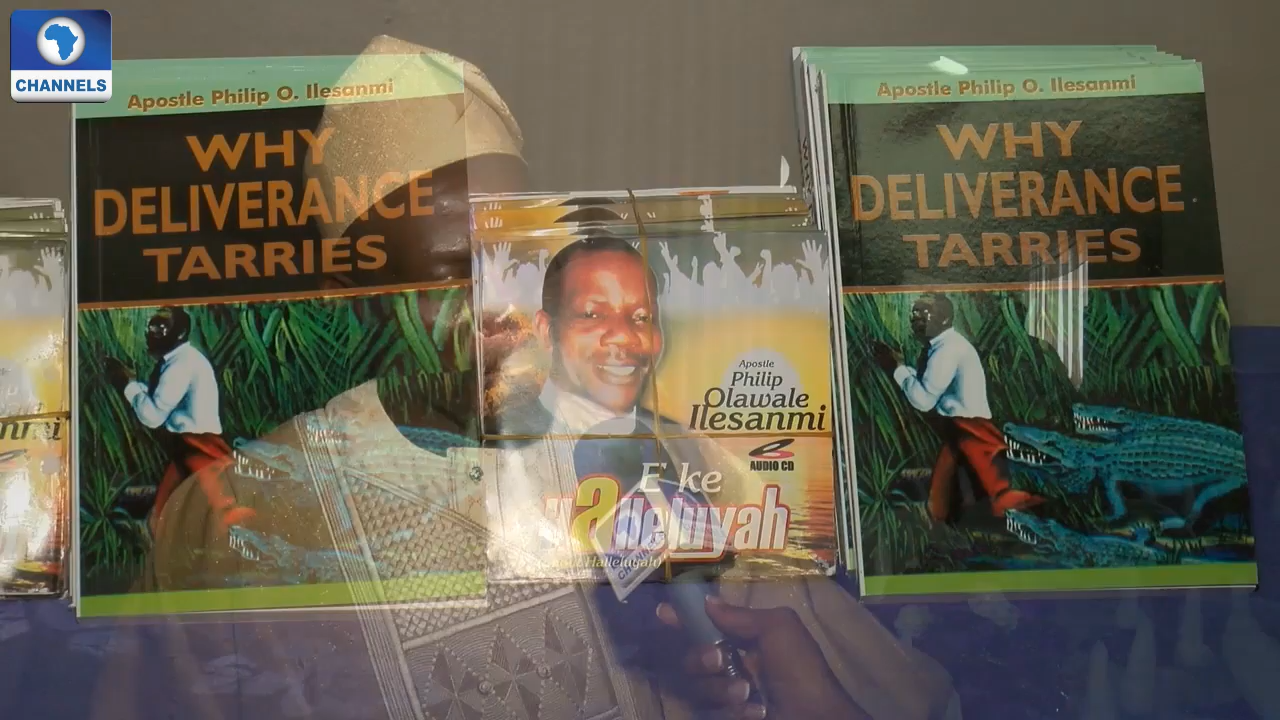 CHANNELS
Apostle Philip O. Ilesanmi
WHY
DELIVERANCE
TARRIES
Apostle
Philip
Olawale
Ilesanmi
AUDIO CD
E ke
Halleluyah
Halleluyah)
Apostle Philip O. Ilesanmi
WHY
DELIVERANCE
TARRIES